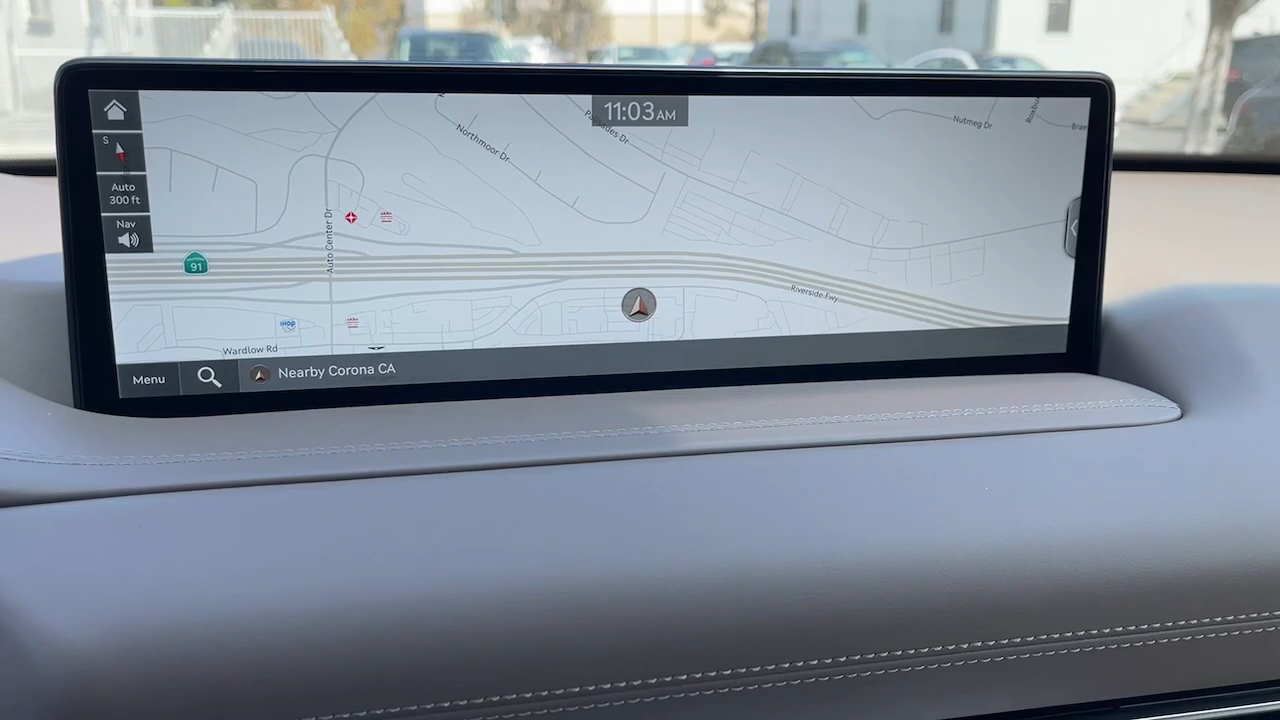 11:03 AM
S
Auto
300 ft
Nav
Northmoor Dr
Palisades Dr
Nutmeg Dr
Auto Center Dr
91
Riverside Fwy
IHOP
Wardlow Rd
Menu
Nearby Corona CA